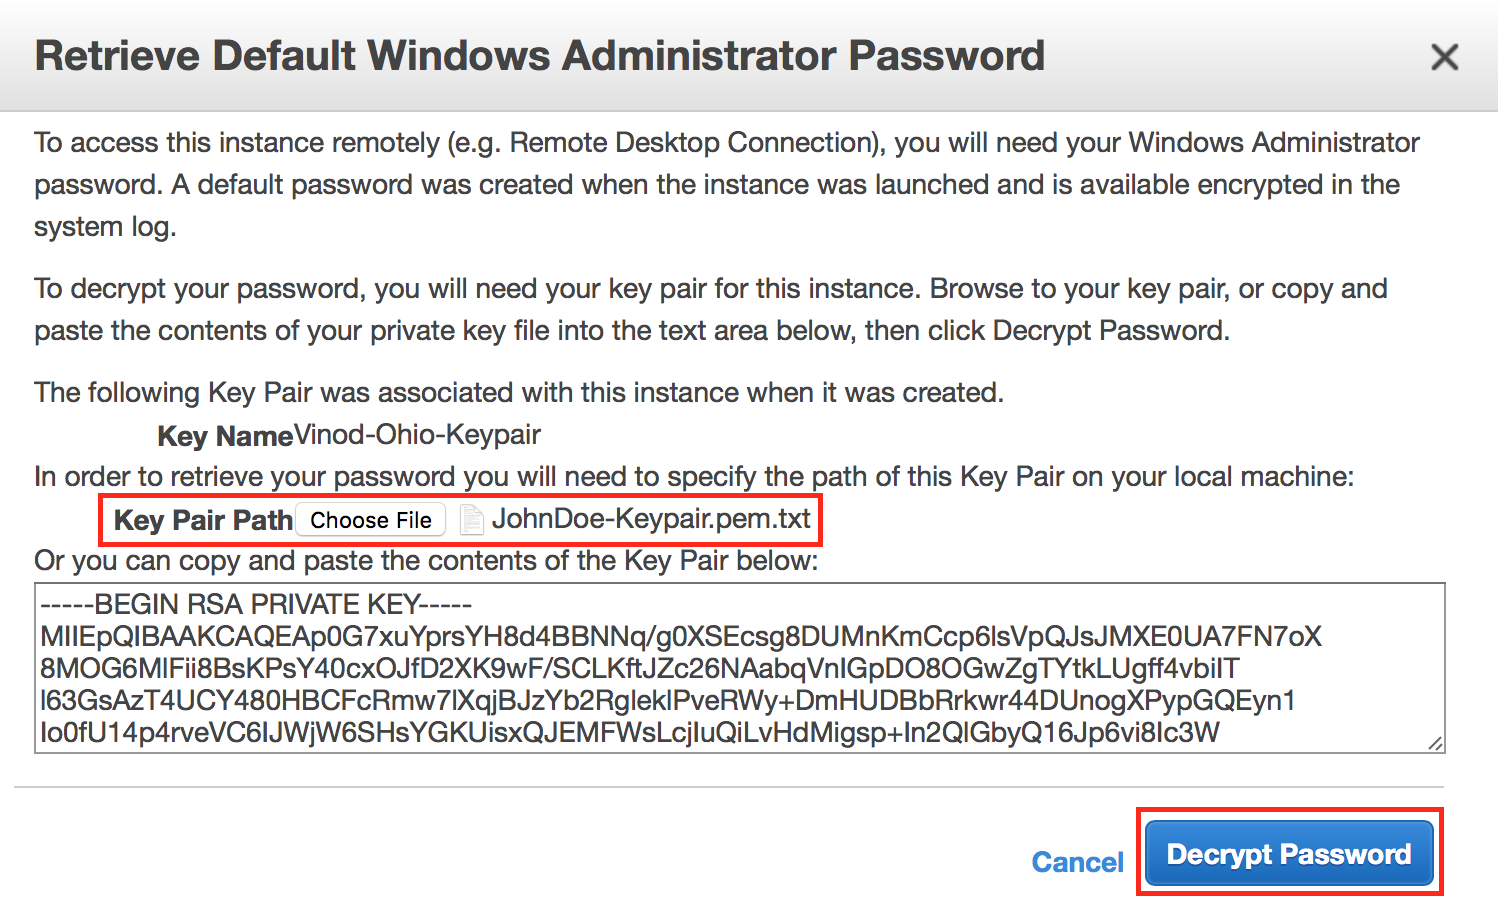 Retrieve Default Windows Administrator Password
To access this instance remotely (e.g. Remote Desktop Connection), you will need your Windows Administrator
password. A default password was created when the instance was launched and is available encrypted in the
system log.
To decrypt your password, you will need your key pair for this instance. Browse to your key pair, or copy and
paste the contents of your private key file into the text area below, then click Decrypt Password.
The following Key Pair was associated with this instance when it was created.
Key Name Vinod-Ohio-Keypair
In order to retrieve your password you will need to specify the path of this Key Pair on your local machine:
Key Pair Path Choose File JohnDoe-Keypair.pem.txt
Or you can copy and paste the contents of the Key Pair below:
-----BEGIN RSA PRIVATE KEY-----
MIIEpQIBAAKCAQEAp0G7xuYprsYH8d4BBNNq/g0XSEcsg8DUMnKmCcp6lsVpQJsJMXE0UA7FN7oX
8MOG6MlFii8BsKPsY40cxOJfD2XK9wF/SCLKftJZc26NAabqVnIGpDO8OGwZgTYtkLUgff4vbiIT
l63GsAzT4UCY480HBCFcRmw7lXqjBJzYb2RgleklPveRWy+DmHUDBbRrkwr44DUnogXPypGQEyn1
Io0fU14p4rveVC6IJWjW6SHsYGKUisxQJEMFWsLcjIuQiLvHdMigsp+In2QlGbyQ16Jp6vi8Ic3W
Cancel Decrypt Password